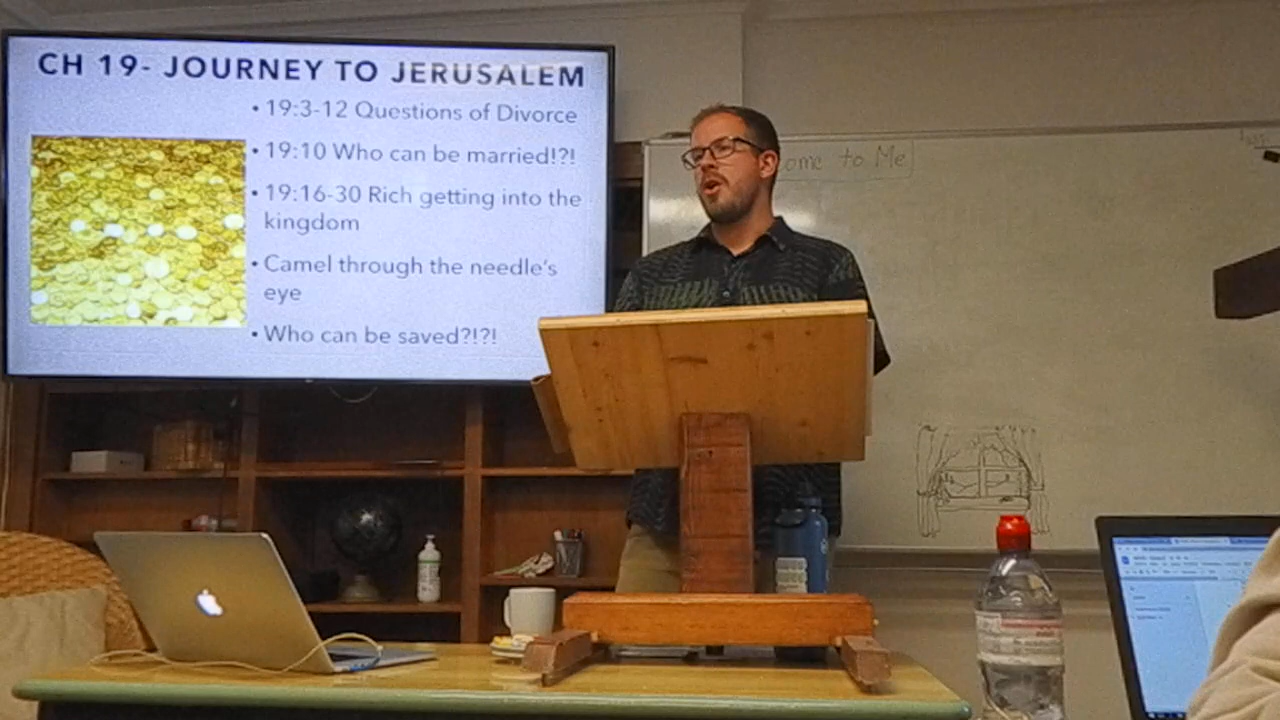 CH 19- JOURNEY TO JERUSALEM
• 19:3-12 Questions of Divorce
• 19:10 Who can be married!?!
• 19:16-30 Rich getting into the
kingdom
• Camel through the needle's
eye
• Who can be saved?!?!
ome to Me